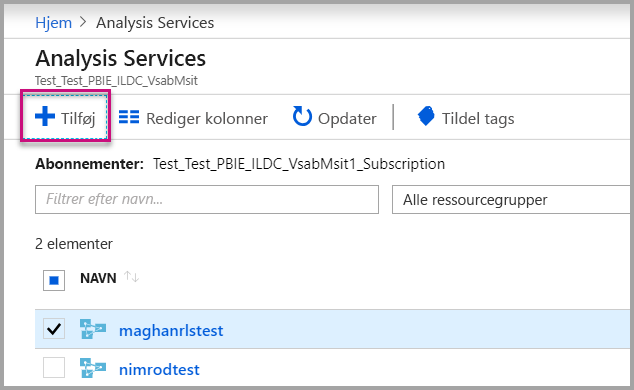 Hjem > Analysis Services
Analysis Services
Test_Test_PBIE_ILDC_VsabMsit
Tilføj Rediger kolonner Opdater Tildel tags
Abonnementer: Test_Test_PBIE_ILDC_VsabMsit1_Subscription
Filtrer efter navn... Alle ressourcegrupper
2 elementer
NAVN
maghanrlstest
nimrodtest